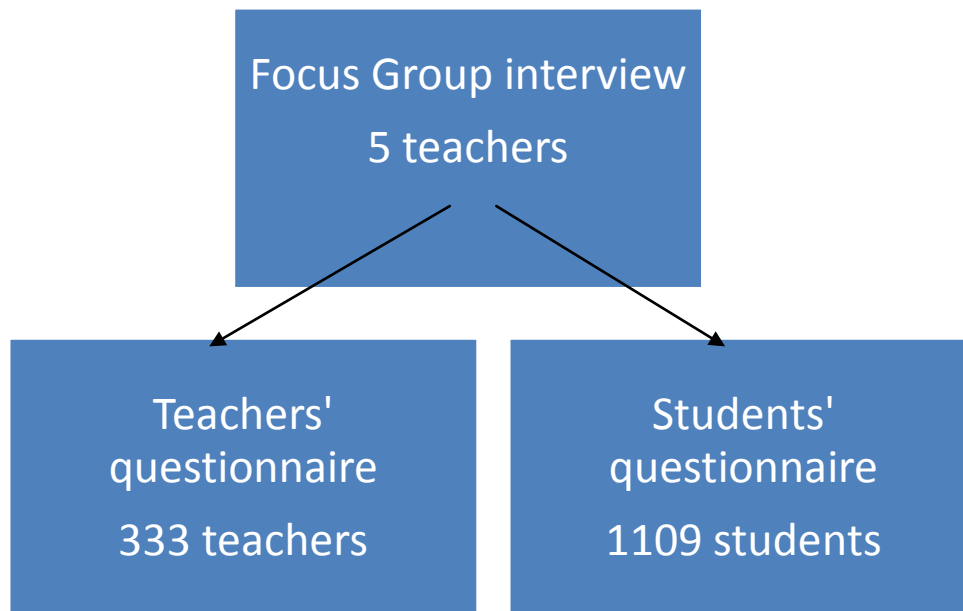 Focus Group interview
5 teachers
Teachers'
questionnaire
333 teachers
Students'
questionnaire
1109 students